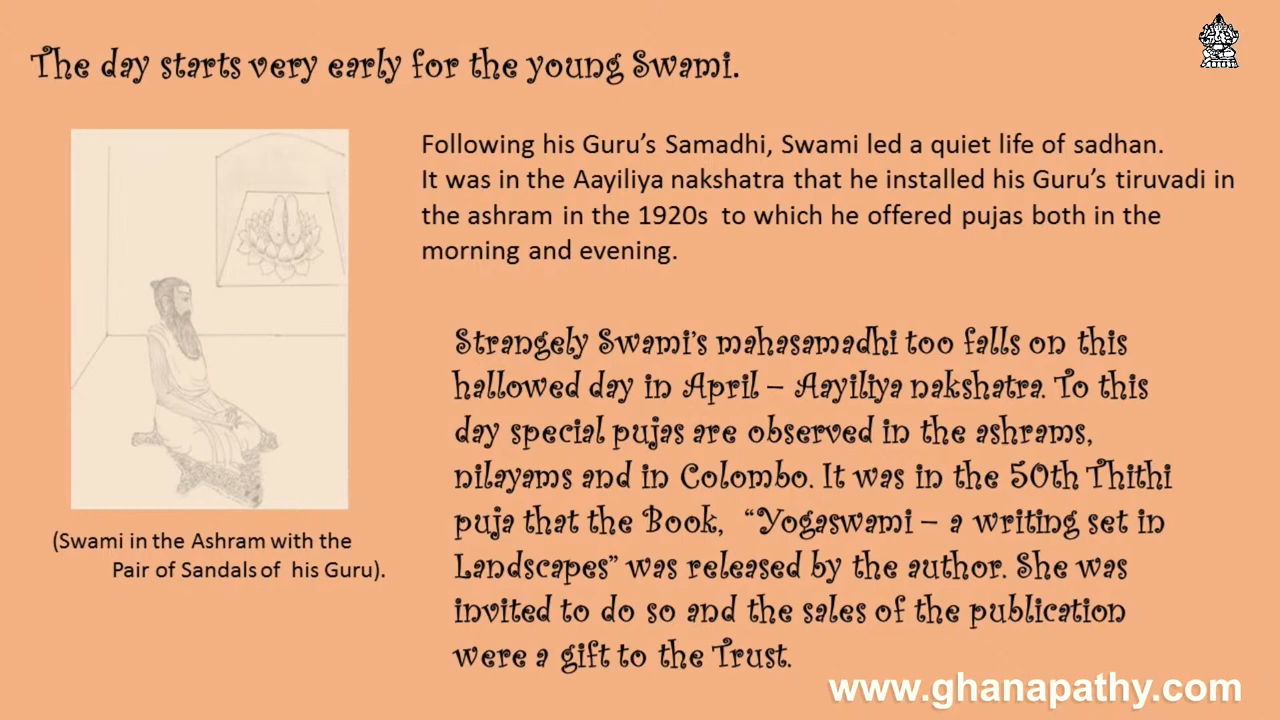 The day starts very early for the young Swami.
Following his Guru's Samadhi, Swami led a quiet life of sadhan.
It was in the Aayiliya nakshatra that he installed his Guru's tiruvadi in
the ashram in the 1920s to which he offered pujas both in the
morning and evening.
Strangely Swami's mahasamadhi too falls on this
hallowed day in April – Aayiliya nakshatra. To this
day special pujas are observed in the ashrams,
nilayams and in Colombo. It was in the 50th Thithi
puja that the Book, “Yogaswami – a writing set in
Landscapes” was released by the author. She was
invited to do so and the sales of the publication
were a gift to the Trust.
(Swami in the Ashram with the
Pair of Sandals of his Guru).
www.ghanapathy.com